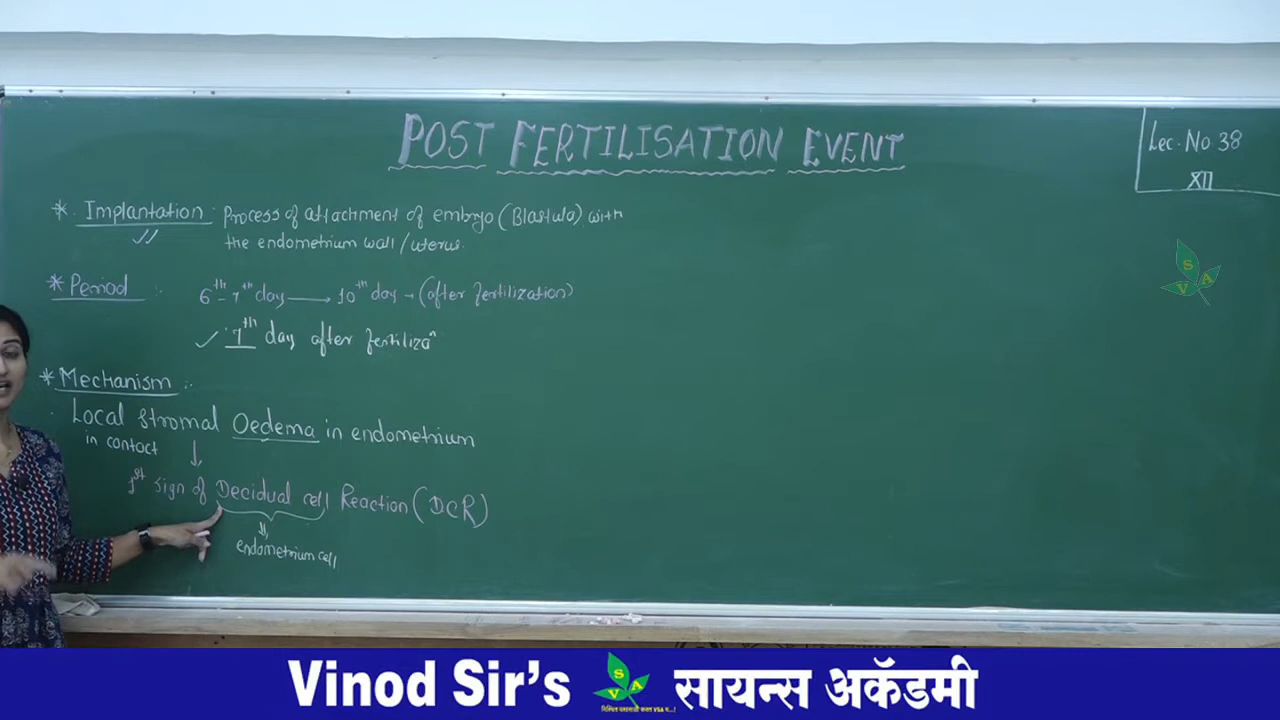 POST FERTILISATION EVENT
Lec. No 38
XII
* Implantation : Process of attachment of embryo (Blastula) with
the endometrium wall / uterus.
* Period :
6th - 7th day → 10th day → (after fertilization)
✓ 7th day after fertilizaⁿ
* Mechanism :-
Local stromal Oedema in endometrium
in contact
↓
1st sign of Decidual cell Reaction (DCR)
⇓
endometrium cell
S
V A
Vinod Sir's SVA सायन्स अकॅडमी